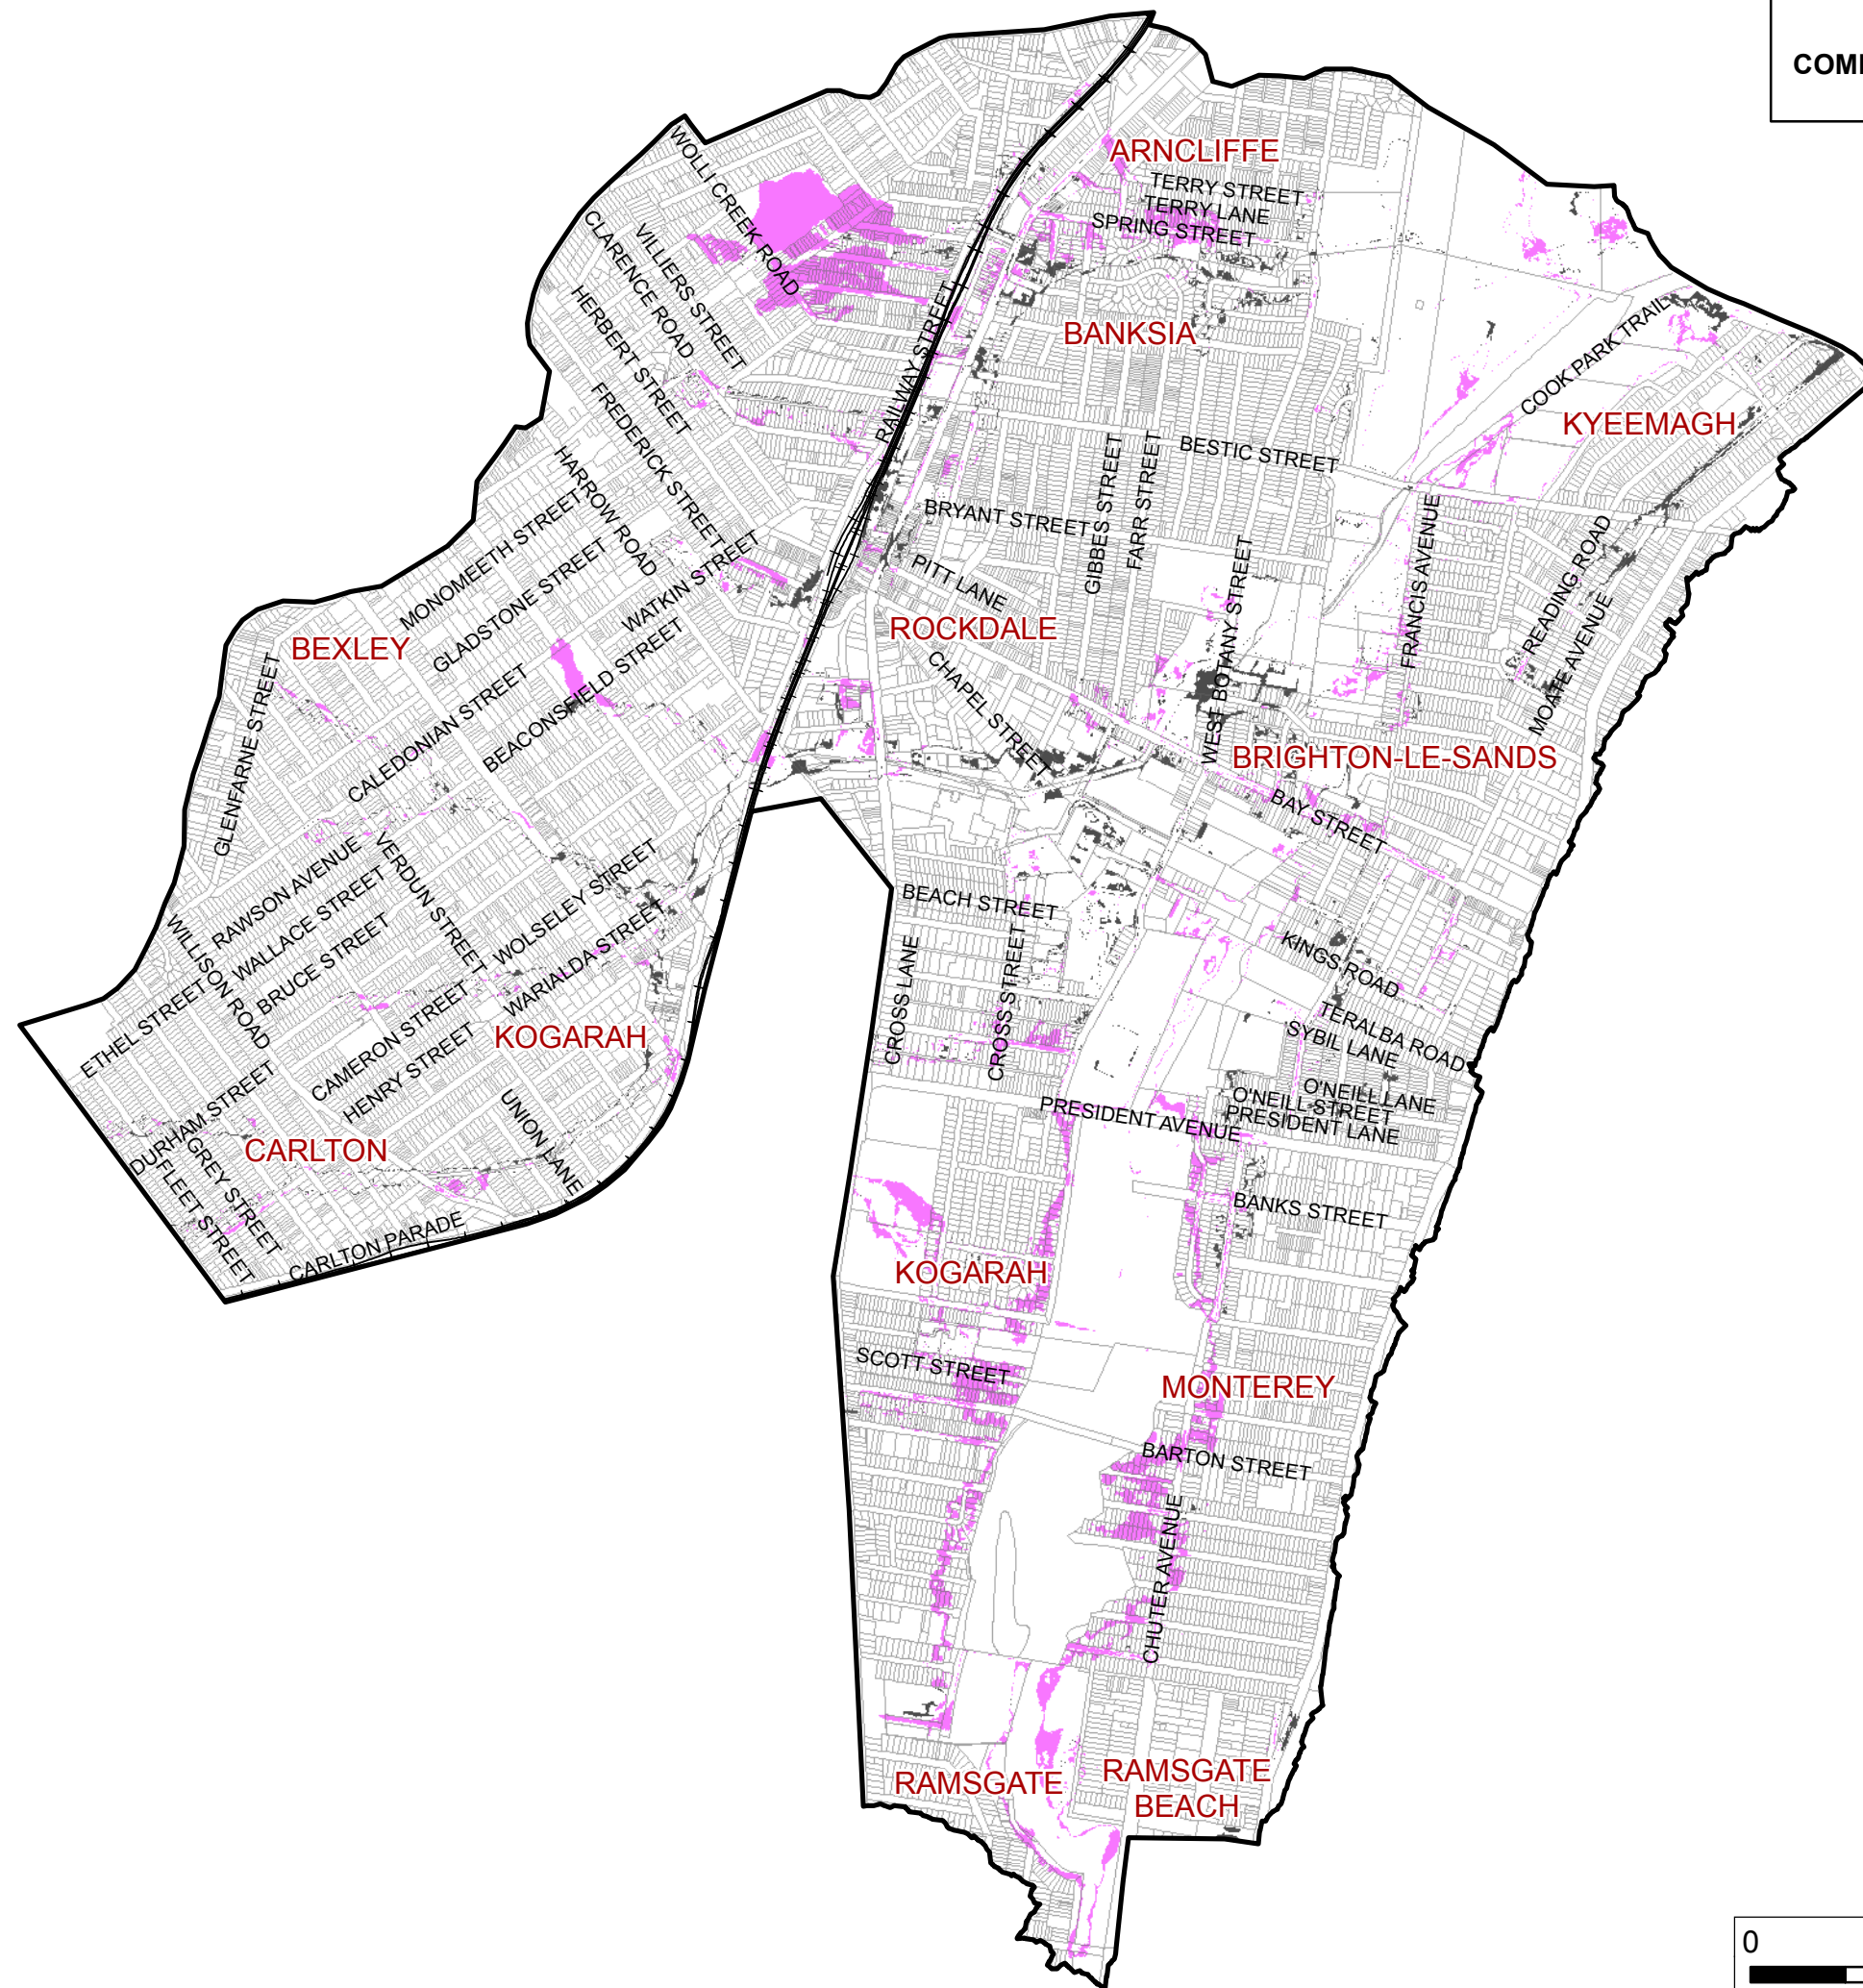 COM
ARNCLIFFE
TERRY STREET
TERRY LANE
SPRING STREET
WOLLI CREEK ROAD
CLARENCE ROAD
VILLIERS STREET
HERBERT STREET
RAILWAY STREET
BANKSIA
COOK PARK TRAIL
KYEEMAGH
FREDERICK STREET
HARROW ROAD
BESTIC STREET
GIBBES STREET
FARR STREET
BRYANT STREET
FRANCIS AVENUE
READING ROAD
MONOMEETH STREET
GLADSTONE STREET
WATKIN STREET
PITT LANE
WEST BOTANY STREET
MOATE AVENUE
BEXLEY
ROCKDALE
GLENFARNE STREET
CALEDONIAN STREET
BEACONSFIELD STREET
CHAPEL STREET
BRIGHTON-LE-SANDS
BAY STREET
RAWSON AVENUE
VERDUN STREET
WOLSELEY STREET
BEACH STREET
WILLISON ROAD
WALLACE STREET
BRUCE STREET
WARIALDA STREET
CROSS LANE
CROSS STREET
KINGS ROAD
ETHEL STREET
CAMERON STREET
KOGARAH
TERALBA ROAD
SYBIL LANE
HENRY STREET
DURHAM STREET
UNION LANE
PRESIDENT AVENUE
O'NEILL LANE
O'NEILL STREET
PRESIDENT LANE
CARLTON
GREY STREET
FLEET STREET
CARLTON PARADE
BANKS STREET
KOGARAH
SCOTT STREET
MONTEREY
BARTON STREET
CHUTER AVENUE
RAMSGATE
RAMSGATE
BEACH
0